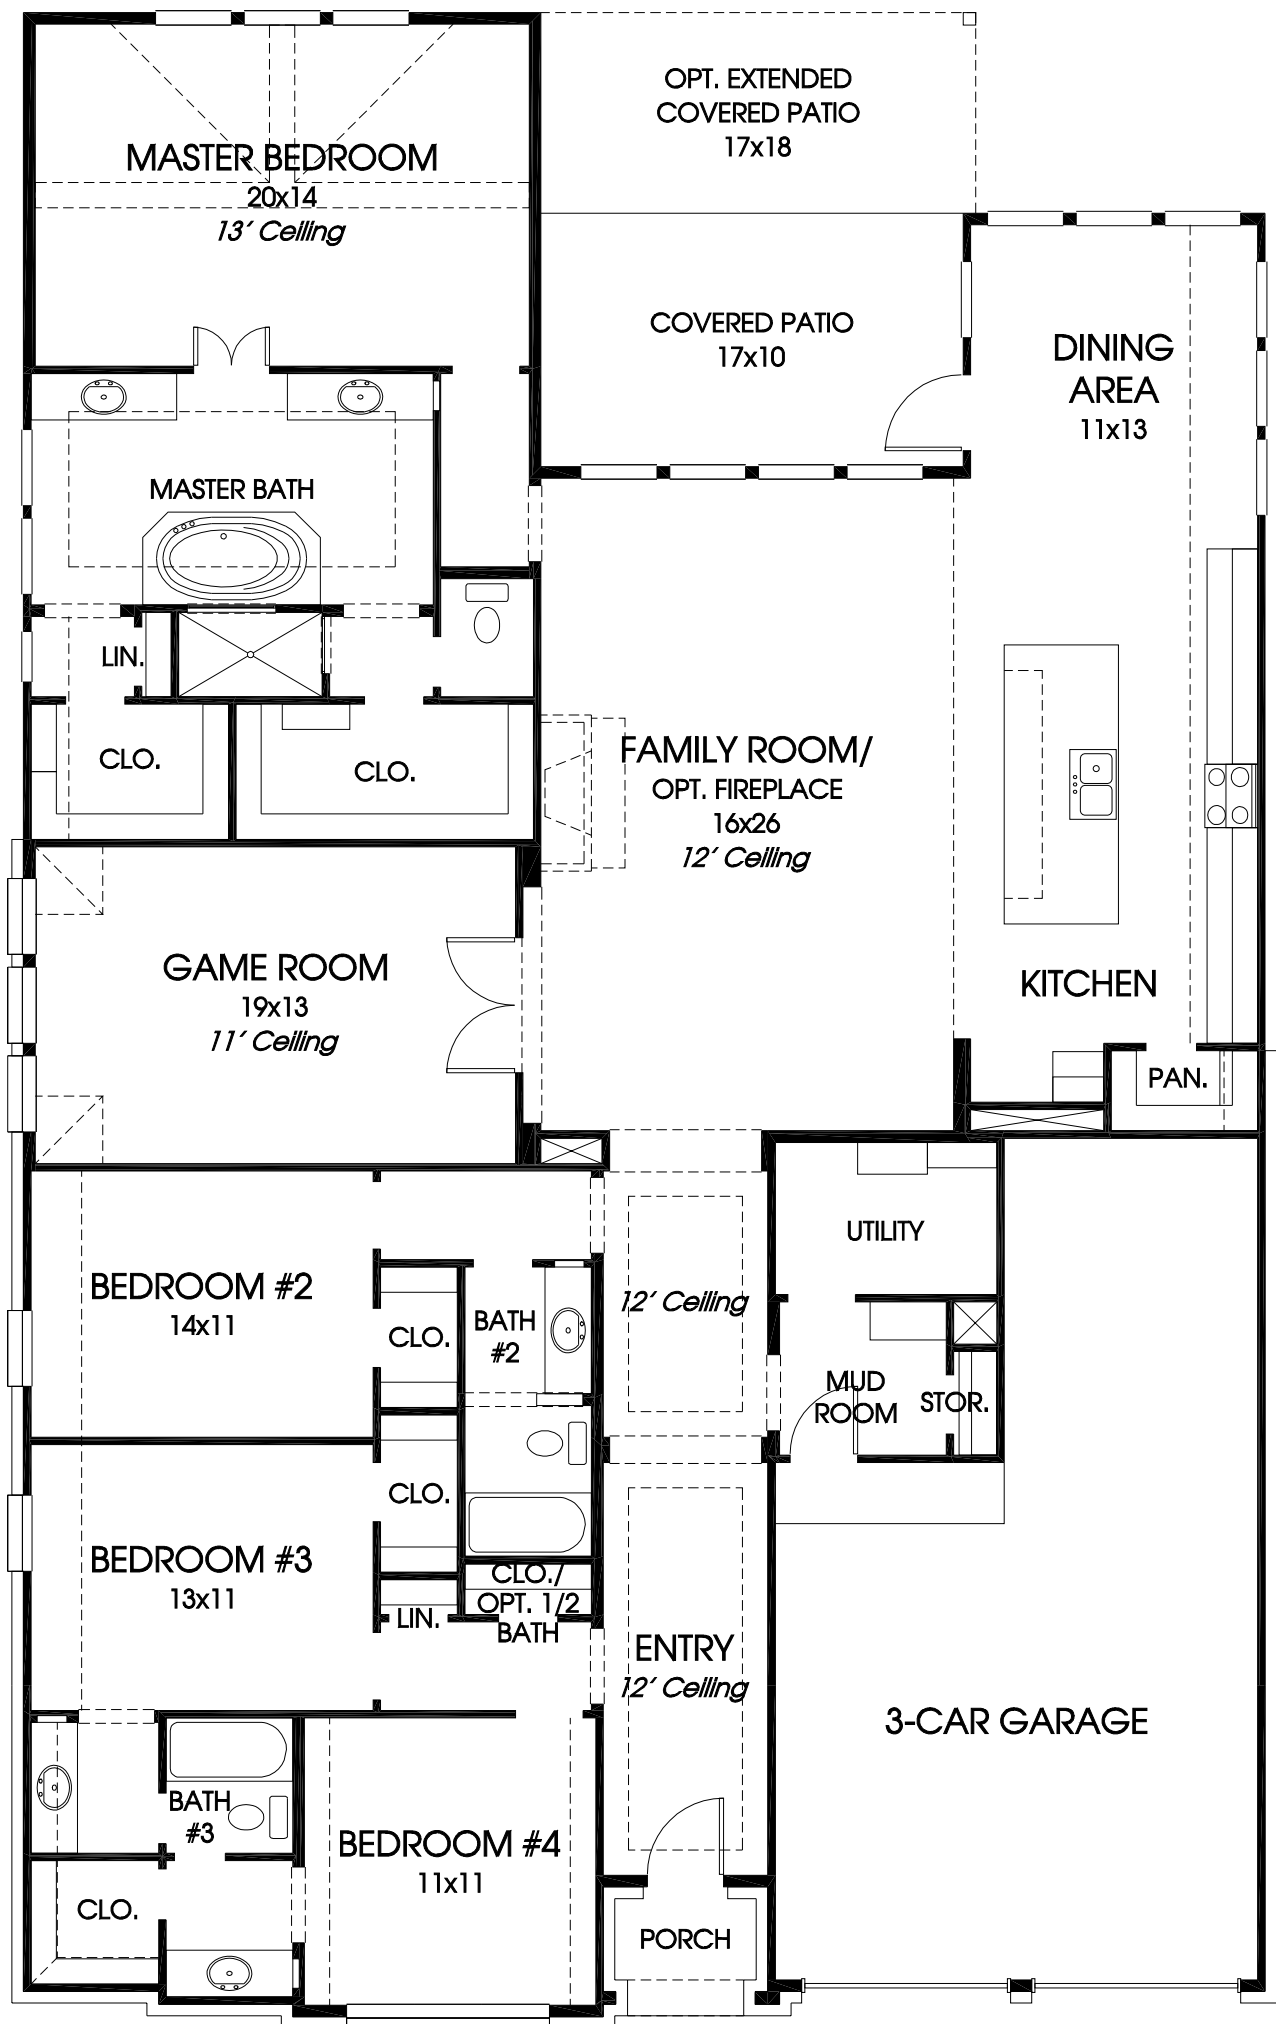 OPT. EXTENDED
COVERED PATIO
17x18
MASTER BEDROOM
20x14
13' Ceiling
COVERED PATIO
17x10
DINING
AREA
11x13
MASTER BATH
LIN.
CLO.
CLO.
FAMILY ROOM/
OPT. FIREPLACE
16x26
12' Ceiling
GAME ROOM
19x13
11' Ceiling
KITCHEN
PAN.
UTILITY
BEDROOM #2
14x11
CLO.
BATH
#2
12' Ceiling
MUD
ROOM
STOR.
CLO.
BEDROOM #3
13x11
CLO./
OPT. 1/2
BATH
LIN.
ENTRY
12' Ceiling
3-CAR GARAGE
BATH
#3
BEDROOM #4
11x11
CLO.
PORCH